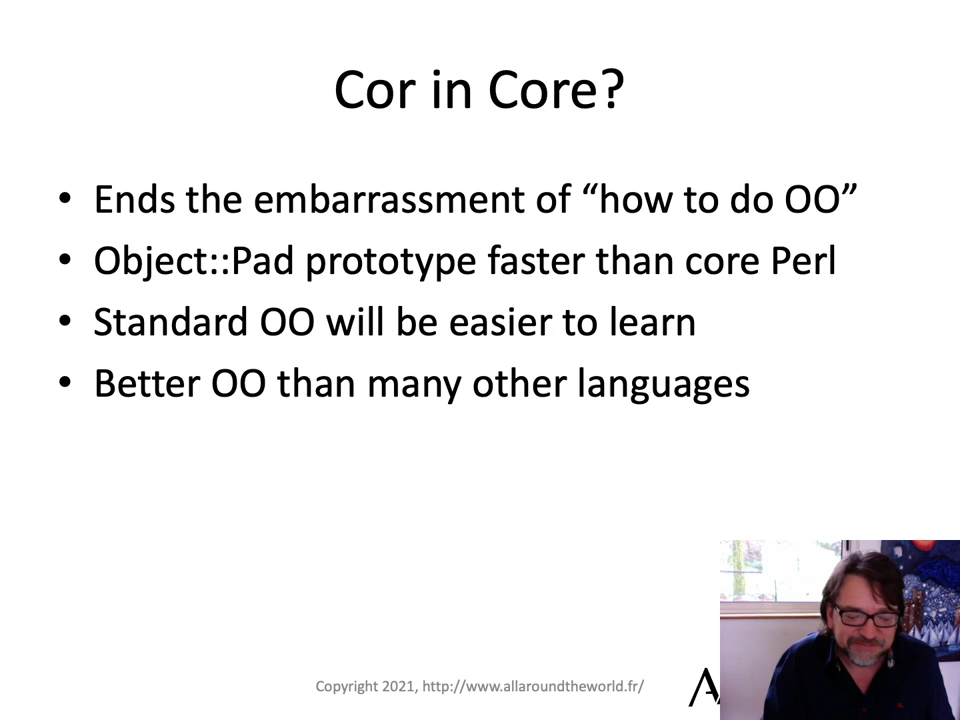 Cor in Core?
• Ends the embarrassment of “how to do OO”
• Object::Pad prototype faster than core Perl
• Standard OO will be easier to learn
• Better OO than many other languages
Copyright 2021, http://www.allaroundtheworld.fr/